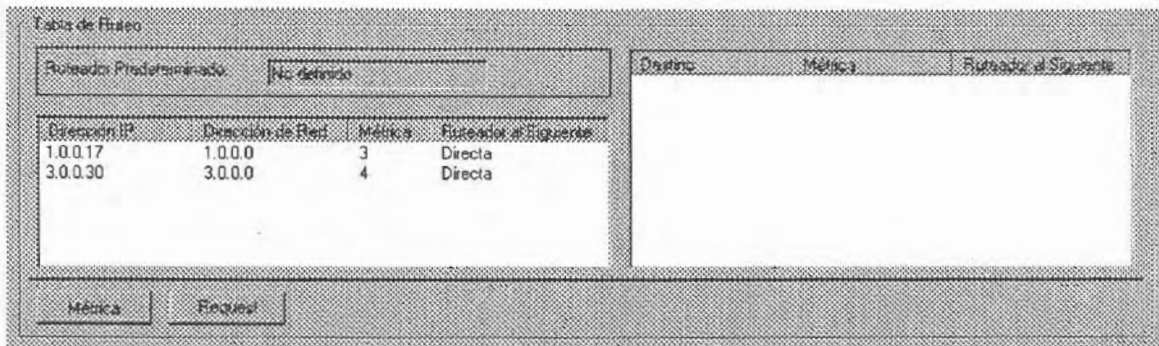 Tabla de Ruteo
Ruteador Predeterminado: No definido
Dirección IP Dirección de Red Métrica Ruteador al Siguiente
1.0.0.17 1.0.0.0 3 Directa
3.0.0.30 3.0.0.0 4 Directa
Destino Métrica Ruteador al Siguiente
Métrica Request